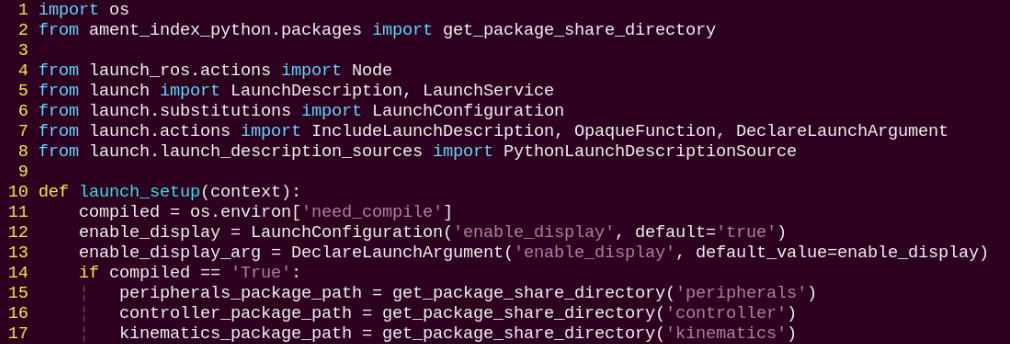 1 import os
2 from ament_index_python.packages import get_package_share_directory
3
4 from launch_ros.actions import Node
5 from launch import LaunchDescription, LaunchService
6 from launch.substitutions import LaunchConfiguration
7 from launch.actions import IncludeLaunchDescription, OpaqueFunction, DeclareLaunchArgument
8 from launch.launch_description_sources import PythonLaunchDescriptionSource
9
10 def launch_setup(context):
11     compiled = os.environ['need_compile']
12     enable_display = LaunchConfiguration('enable_display', default='true')
13     enable_display_arg = DeclareLaunchArgument('enable_display', default_value=enable_display)
14     if compiled == 'True':
15         peripherals_package_path = get_package_share_directory('peripherals')
16         controller_package_path = get_package_share_directory('controller')
17         kinematics_package_path = get_package_share_directory('kinematics')